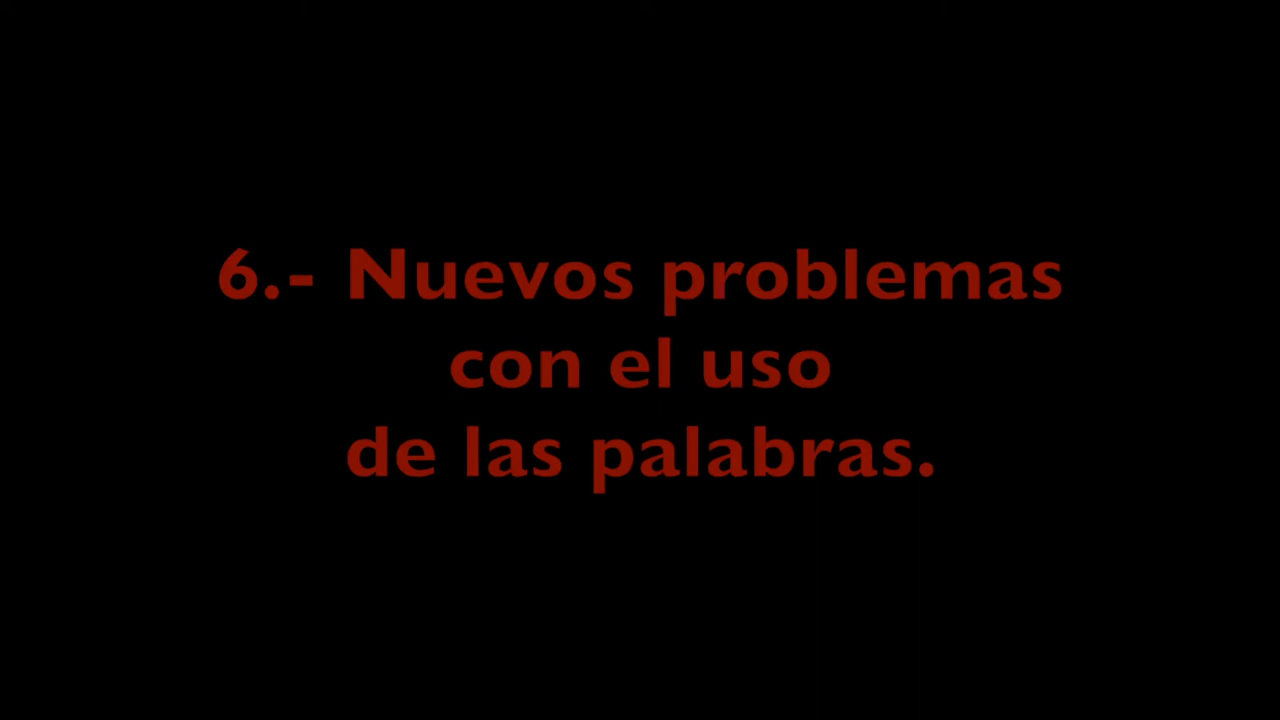 6.- Nuevos problemas
con el uso
de las palabras.